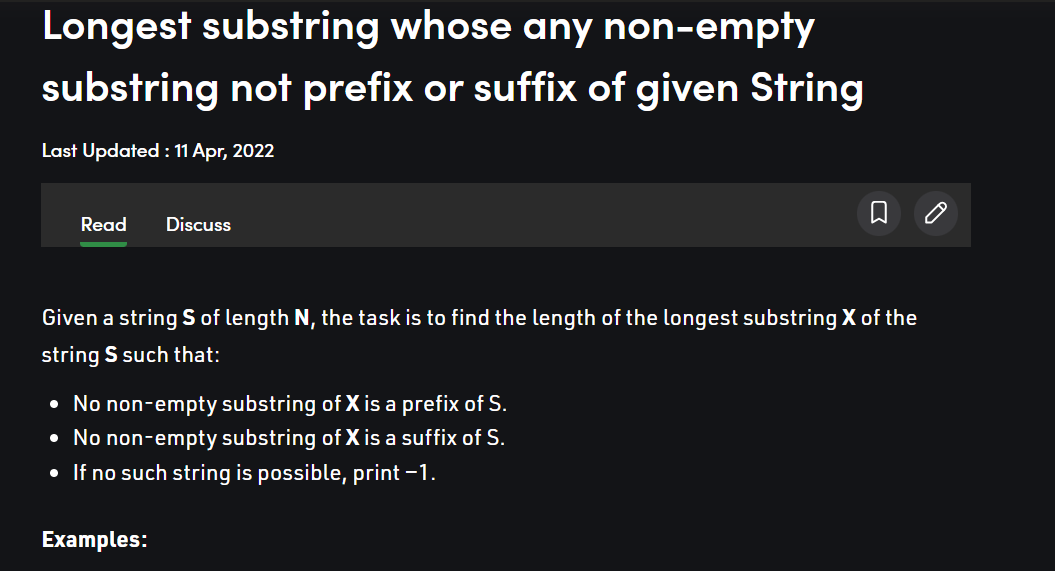 Longest substring whose any non-empty
substring not prefix or suffix of given String
Last Updated : 11 Apr, 2022
Read Discuss
Given a string S of length N, the task is to find the length of the longest substring X of the
string S such that:
• No non-empty substring of X is a prefix of S.
• No non-empty substring of X is a suffix of S.
• If no such string is possible, print −1.
Examples: